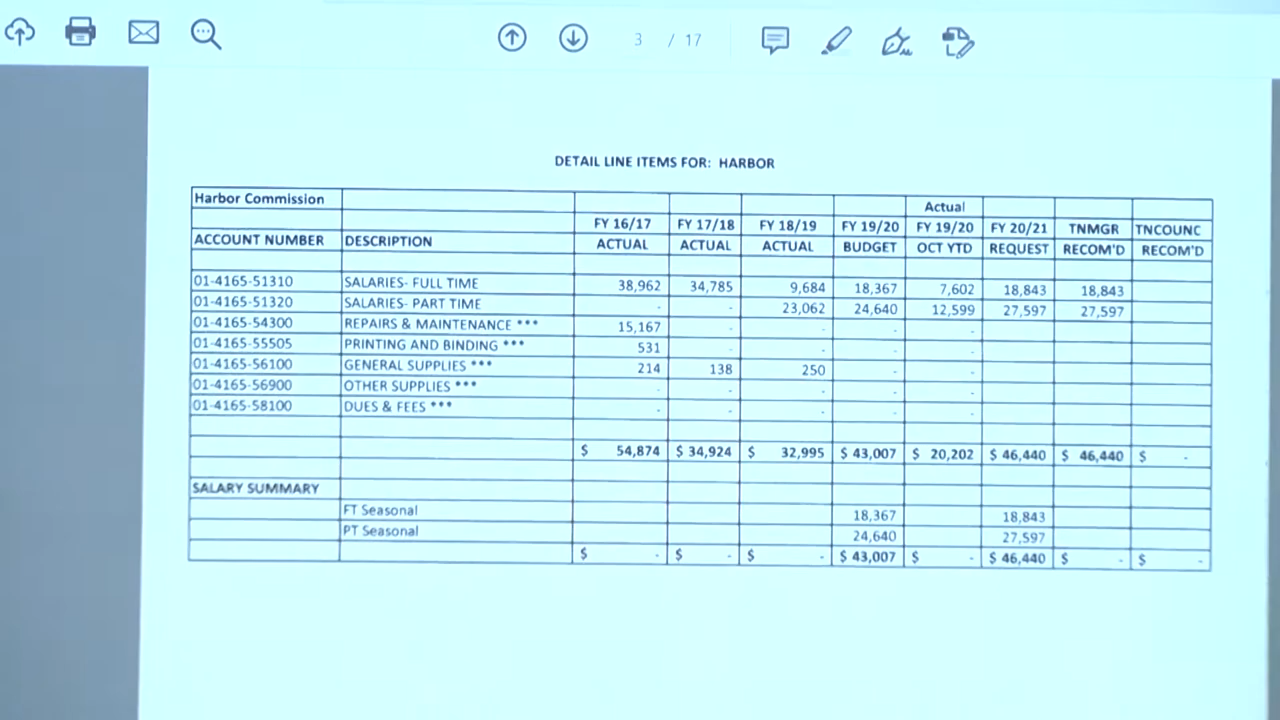 3 / 17
DETAIL LINE ITEMS FOR: HARBOR
Harbor Commission
Actual
FY 16/17 FY 17/18 FY 18/19 FY 19/20 FY 19/20 FY 20/21 TNMGR TNCOUNC
ACCOUNT NUMBER DESCRIPTION ACTUAL ACTUAL ACTUAL BUDGET OCT YTD REQUEST RECOM'D RECOM'D
01-4165-51310 SALARIES- FULL TIME 38,962 34,785 9,684 18,367 7,602 18,843 18,843
01-4165-51320 SALARIES- PART TIME - - 23,062 24,640 12,599 27,597 27,597
01-4165-54300 REPAIRS & MAINTENANCE *** 15,167 - - - -
01-4165-55505 PRINTING AND BINDING *** 531 - - - -
01-4165-56100 GENERAL SUPPLIES *** 214 138 250 - -
01-4165-56900 OTHER SUPPLIES *** - - - - -
01-4165-58100 DUES & FEES *** - - - - -
$ 54,874 $ 34,924 $ 32,995 $ 43,007 $ 20,202 $ 46,440 $ 46,440 $ -
SALARY SUMMARY
FT Seasonal 18,367 18,843
PT Seasonal 24,640 27,597
$ - $ - $ - $ 43,007 $ - $ 46,440 $ - $ -